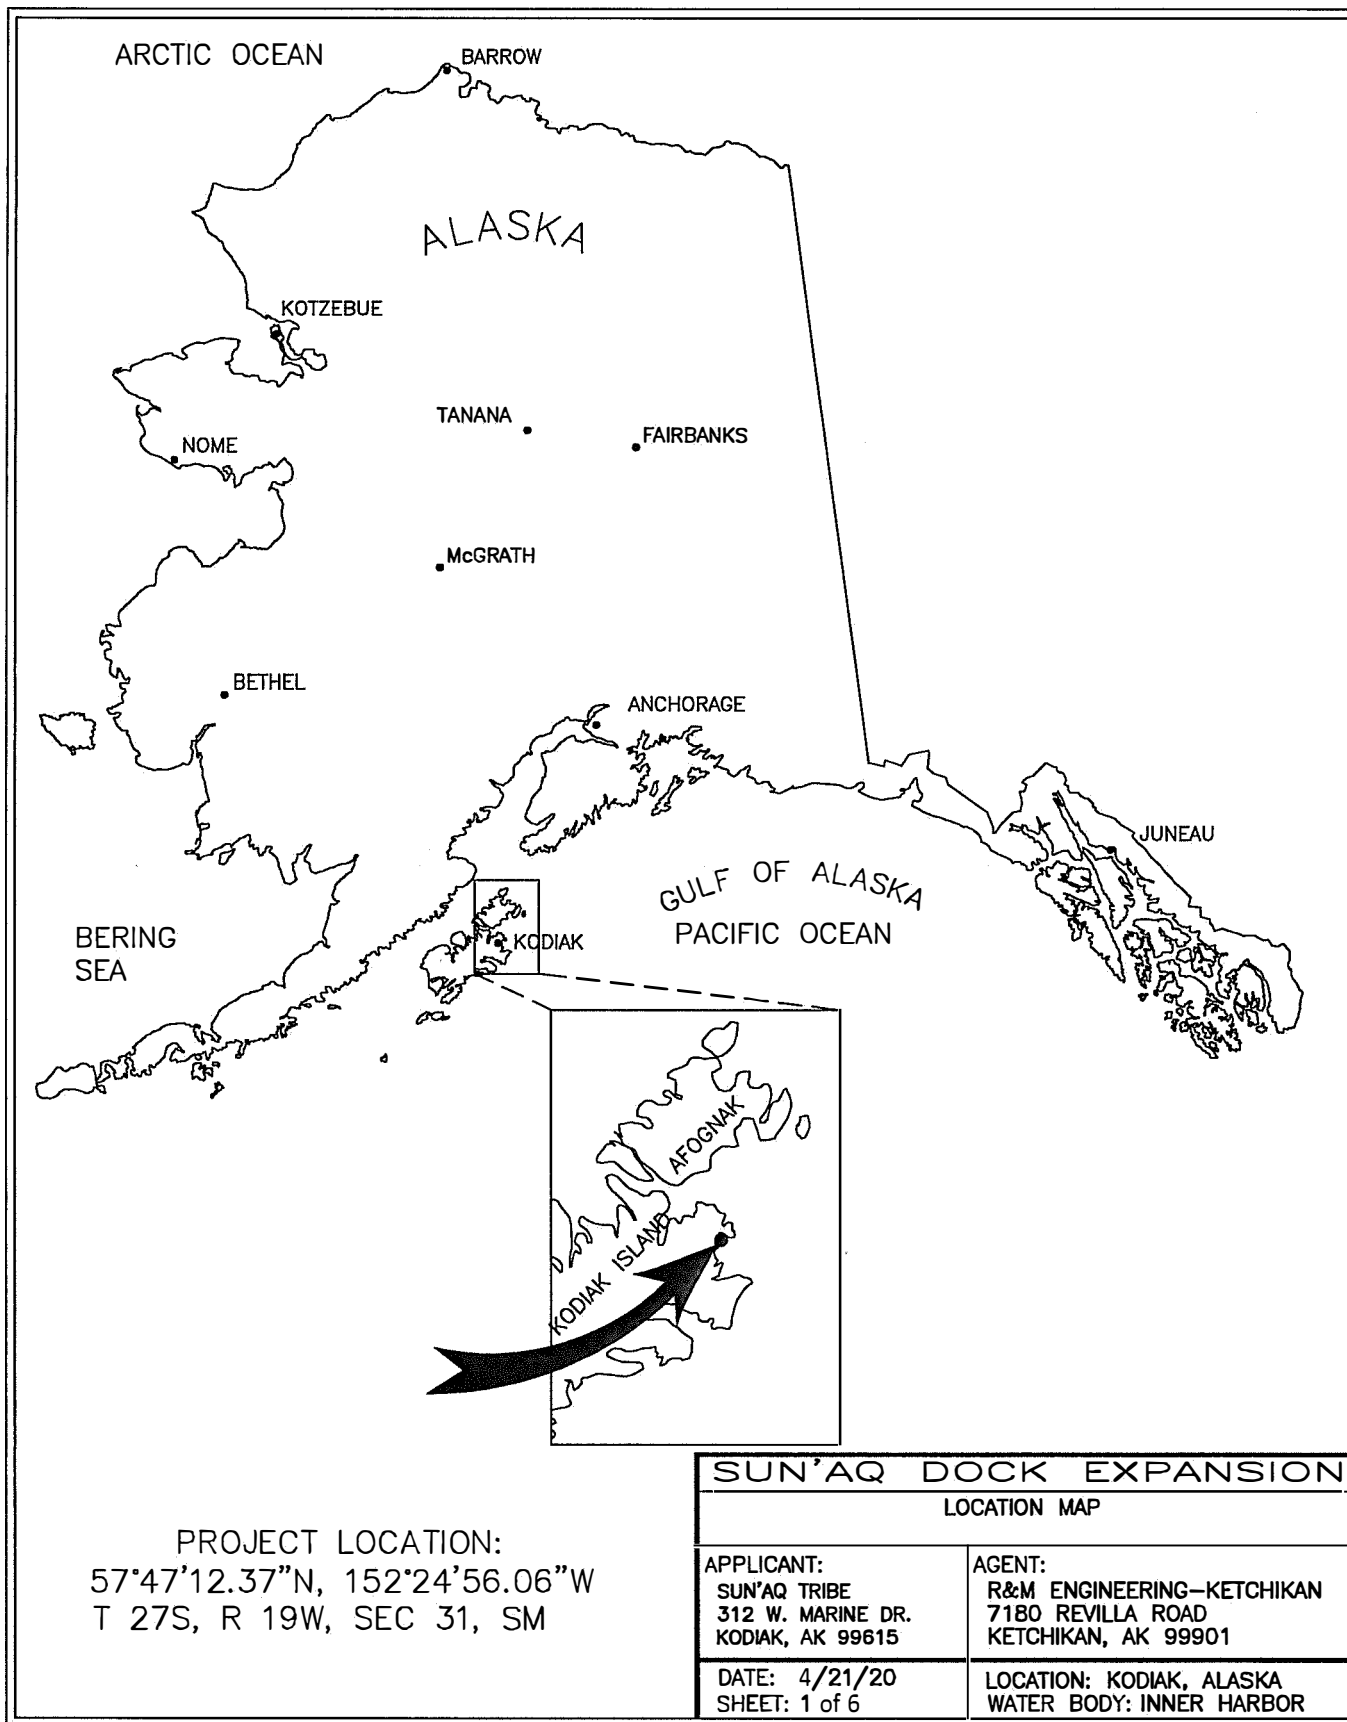 ARCTIC OCEAN
BARROW
ALASKA
KOTZEBUE
TANANA
FAIRBANKS
NOME
McGRATH
BETHEL
ANCHORAGE
JUNEAU
GULF OF ALASKA
PACIFIC OCEAN
BERING
SEA
KODIAK
AFOGNAK
KODIAK ISLAND
PROJECT LOCATION:
57°47'12.37"N, 152°24'56.06"W
T 27S, R 19W, SEC 31, SM
SUN'AQ DOCK EXPANSION
LOCATION MAP
APPLICANT:
SUN'AQ TRIBE
312 W. MARINE DR.
KODIAK, AK 99615
AGENT:
R&M ENGINEERING-KETCHIKAN
7180 REVILLA ROAD
KETCHIKAN, AK 99901
DATE: 4/21/20
SHEET: 1 of 6
LOCATION: KODIAK, ALASKA
WATER BODY: INNER HARBOR